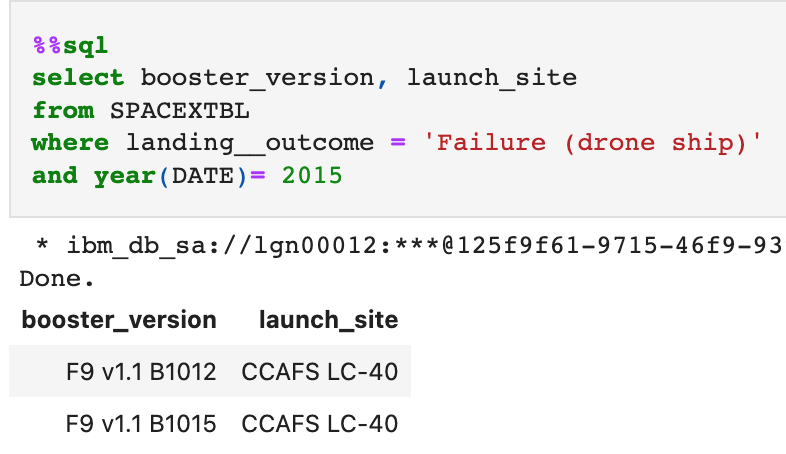 %%sql
select booster_version, launch_site
from SPACEXTBL
where landing__outcome = 'Failure (drone ship)'
and year(DATE)= 2015
* ibm_db_sa://lgn00012:***@125f9f61-9715-46f9-93
Done.
booster_version launch_site
F9 v1.1 B1012 CCAFS LC-40
F9 v1.1 B1015 CCAFS LC-40